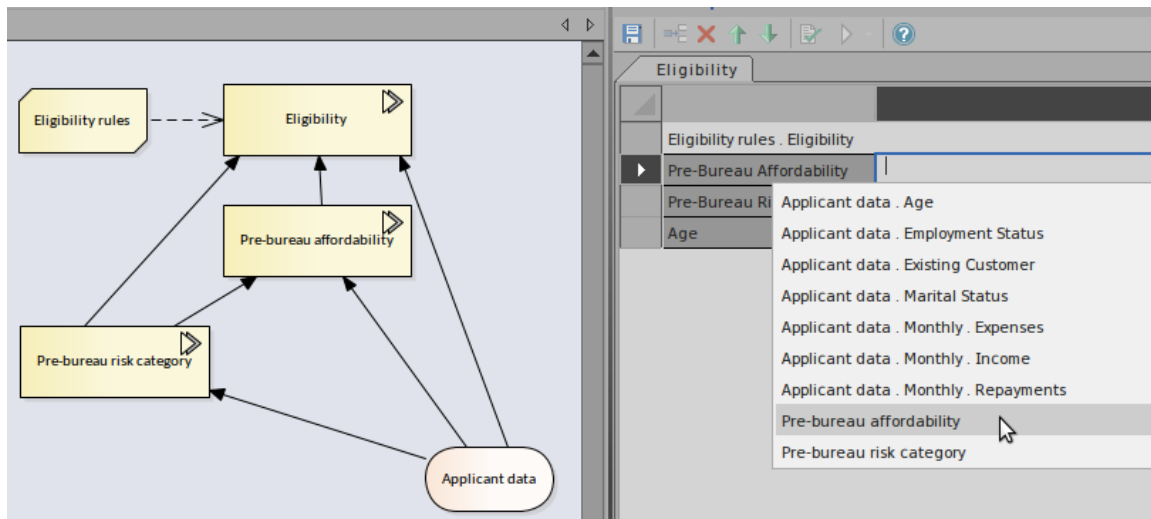 Eligibility rules
Eligibility
Pre-bureau affordability
Pre-bureau risk category
Applicant data
Eligibility
Eligibility rules . Eligibility
Pre-Bureau Affordability
Pre-Bureau Ri
Age
Applicant data . Age
Applicant data . Employment Status
Applicant data . Existing Customer
Applicant data . Marital Status
Applicant data . Monthly . Expenses
Applicant data . Monthly . Income
Applicant data . Monthly . Repayments
Pre-bureau affordability
Pre-bureau risk category